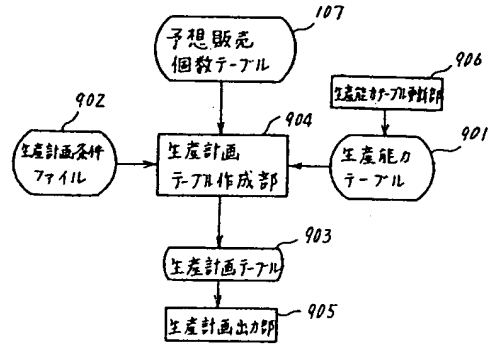 107
予想販売
個数テーブル
906
生産能力テーブル更新部
902
904
生産計画条件
ファイル
生産計画
テーブル作成部
生産能力
テーブル
901
903
生産計画テーブル
905
生産計画出力部